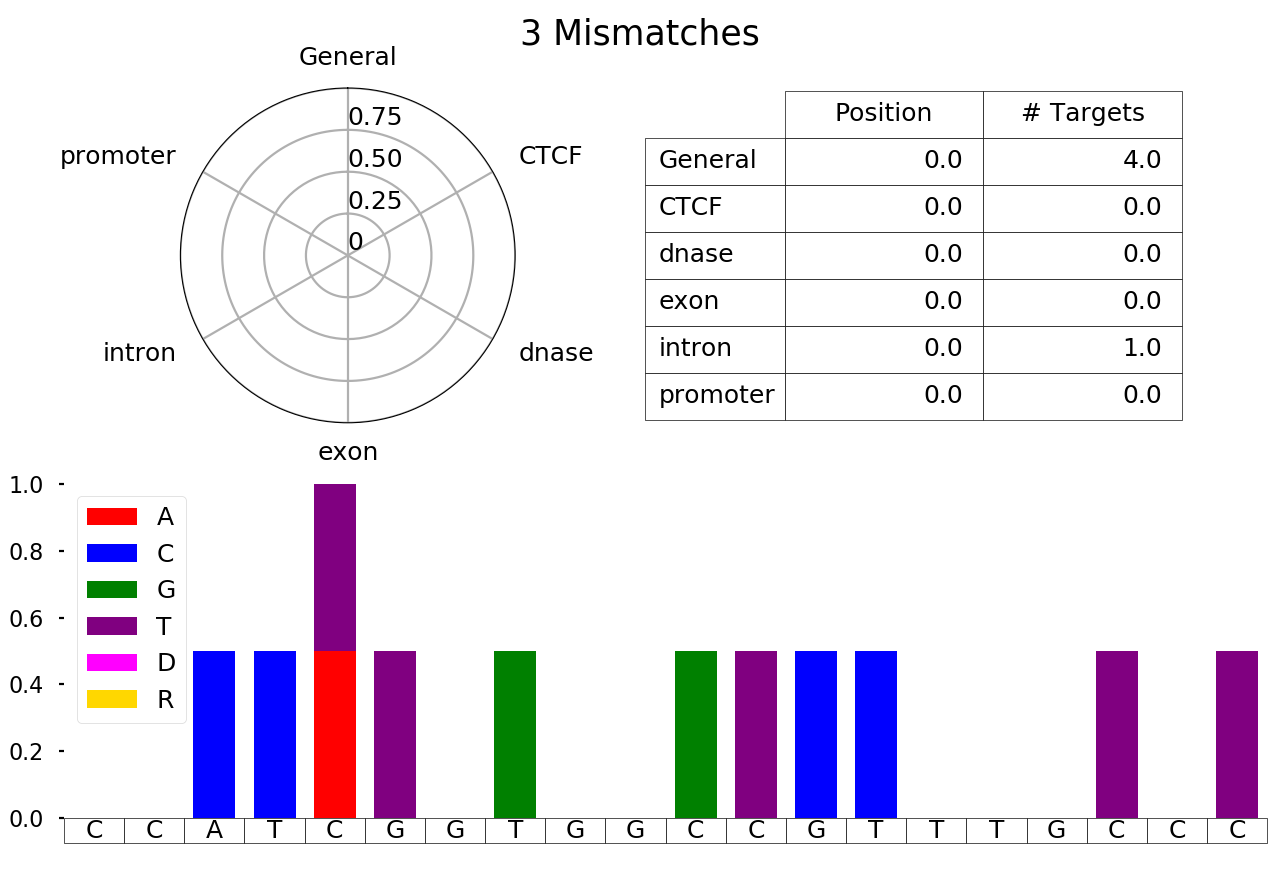 3 Mismatches
General
promoter
CTCF
intron
dnase
exon
0.75
0.50
0.25
0
Position # Targets
General 0.0 4.0
CTCF 0.0 0.0
dnase 0.0 0.0
exon 0.0 0.0
intron 0.0 1.0
promoter 0.0 0.0
1.0
0.8
0.6
0.4
0.2
0.0
A
C
G
T
D
R
C C A T C G G T G G C C G T T T G C C C